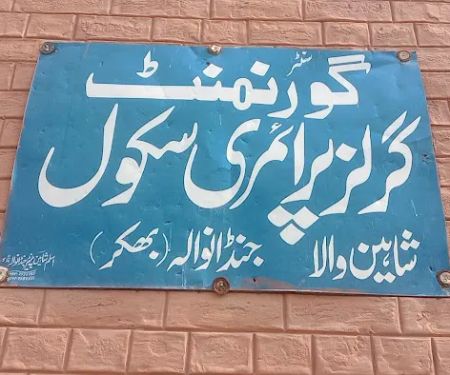 سنٹر
گورنمنٹ
گرلز پرائمری سکول
شاہین والا جنڈانوالہ (بھکر)